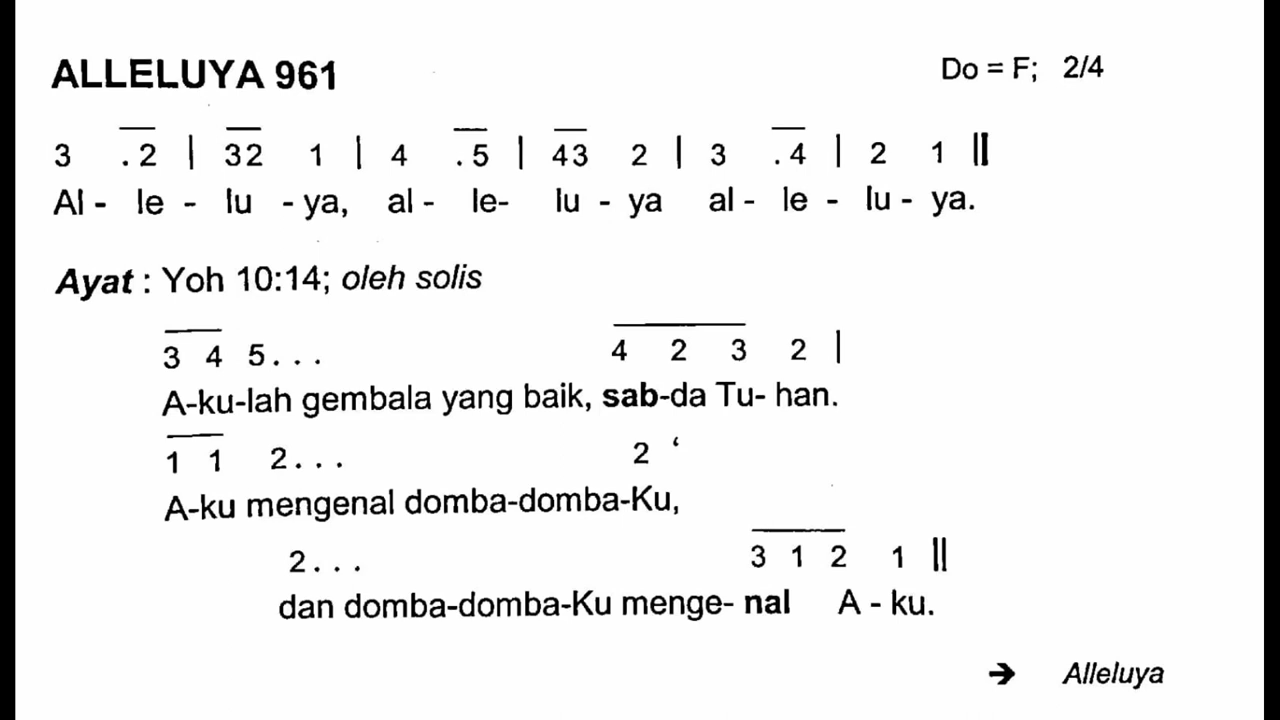 ALLELUYA 961 Do = F; 2/4
3 .2 | 32 1 | 4 .5 | 43 2 | 3 .4 | 2 1 ||
Al - le - lu - ya, al - le- lu - ya al - le - lu - ya.
Ayat : Yoh 10:14; oleh solis
3 4 5... 4 2 3 2 |
A-ku-lah gembala yang baik, sab-da Tu- han.
1 1 2... 2 ‘
A-ku mengenal domba-domba-Ku,
2... 3 1 2 1 ||
dan domba-domba-Ku menge- nal A - ku.
→ Alleluya